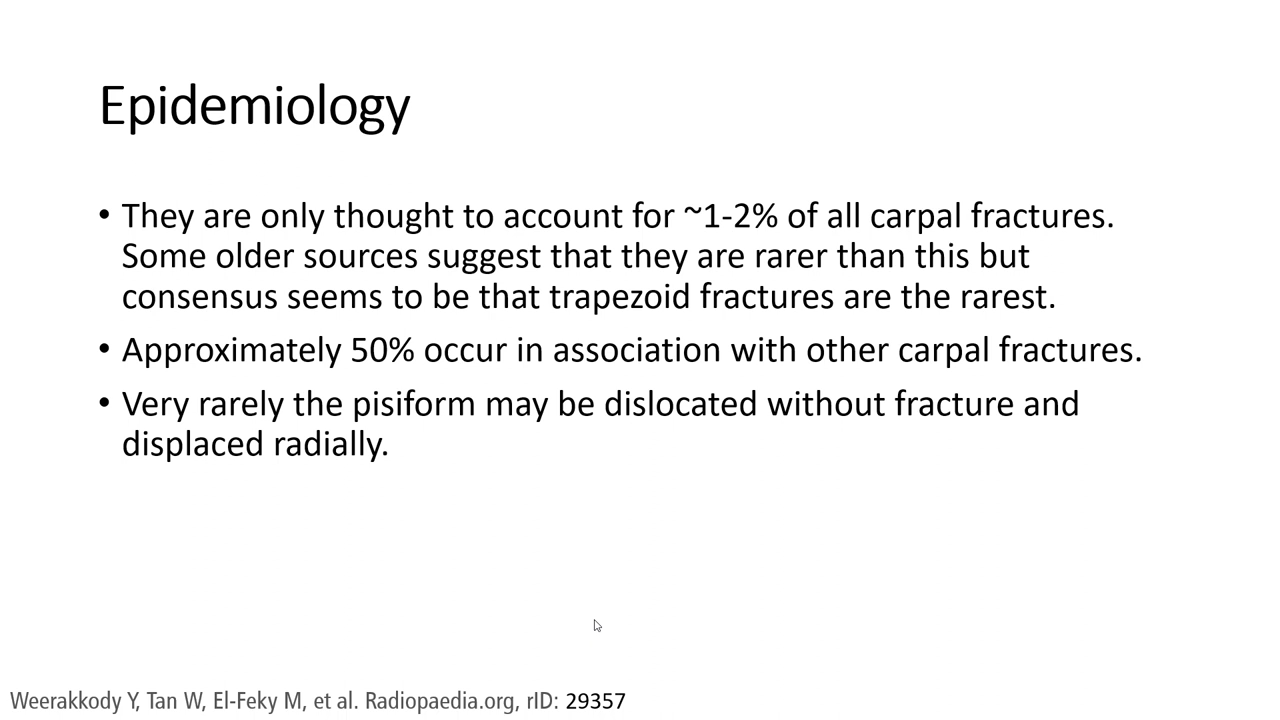 Epidemiology
• They are only thought to account for ~1-2% of all carpal fractures.
Some older sources suggest that they are rarer than this but
consensus seems to be that trapezoid fractures are the rarest.
• Approximately 50% occur in association with other carpal fractures.
• Very rarely the pisiform may be dislocated without fracture and
displaced radially.
Weerakkody Y, Tan W, El-Feky M, et al. Radiopaedia.org, rID: 29357